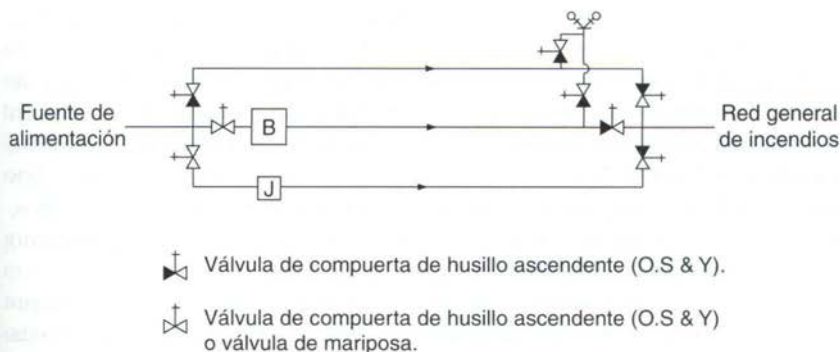 Fuente de
alimentación
B
J
Red general
de incendios
Válvula de compuerta de husillo ascendente (O.S & Y).
Válvula de compuerta de husillo ascendente (O.S & Y)
o válvula de mariposa.